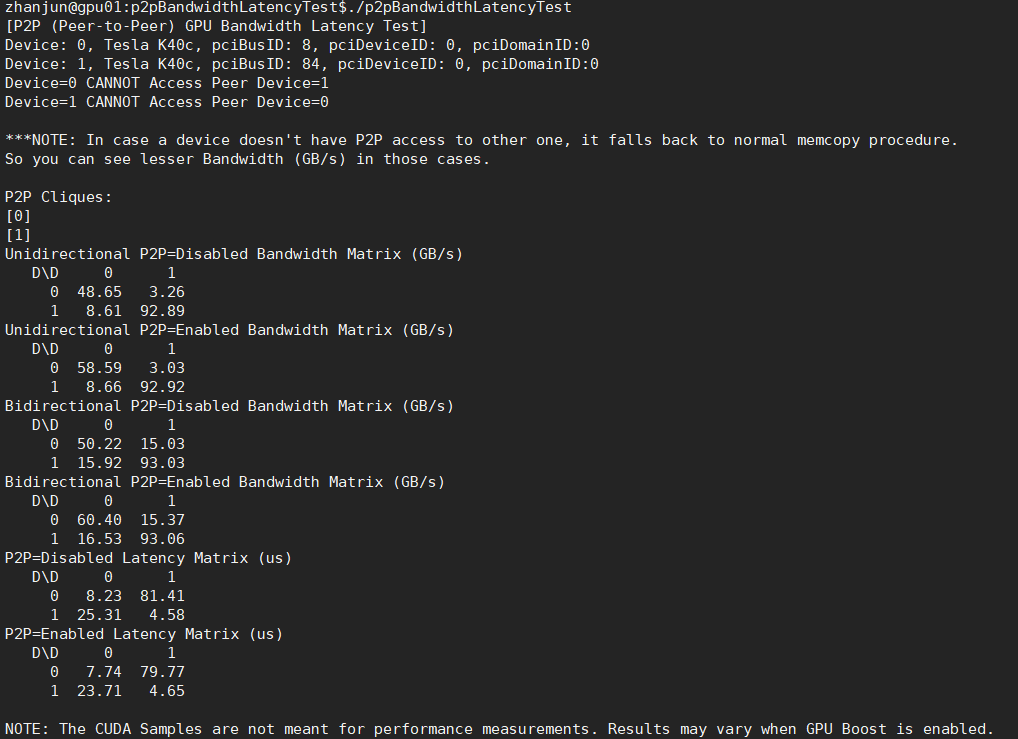 zhanjun@gpu01:p2pBandwidthLatencyTest$./p2pBandwidthLatencyTest
[P2P (Peer-to-Peer) GPU Bandwidth Latency Test]
Device: 0, Tesla K40c, pciBusID: 8, pciDeviceID: 0, pciDomainID:0
Device: 1, Tesla K40c, pciBusID: 84, pciDeviceID: 0, pciDomainID:0
Device=0 CANNOT Access Peer Device=1
Device=1 CANNOT Access Peer Device=0

***NOTE: In case a device doesn't have P2P access to other one, it falls back to normal memcopy procedure.
So you can see lesser Bandwidth (GB/s) in those cases.

P2P Cliques:
[0]
[1]
Unidirectional P2P=Disabled Bandwidth Matrix (GB/s)
   D\D     0      1
     0  48.65   3.26
     1   8.61  92.89
Unidirectional P2P=Enabled Bandwidth Matrix (GB/s)
   D\D     0      1
     0  58.59   3.03
     1   8.66  92.92
Bidirectional P2P=Disabled Bandwidth Matrix (GB/s)
   D\D     0      1
     0  50.22  15.03
     1  15.92  93.03
Bidirectional P2P=Enabled Bandwidth Matrix (GB/s)
   D\D     0      1
     0  60.40  15.37
     1  16.53  93.06
P2P=Disabled Latency Matrix (us)
   D\D     0      1
     0   8.23  81.41
     1  25.31   4.58
P2P=Enabled Latency Matrix (us)
   D\D     0      1
     0   7.74  79.77
     1  23.71   4.65

NOTE: The CUDA Samples are not meant for performance measurements. Results may vary when GPU Boost is enabled.